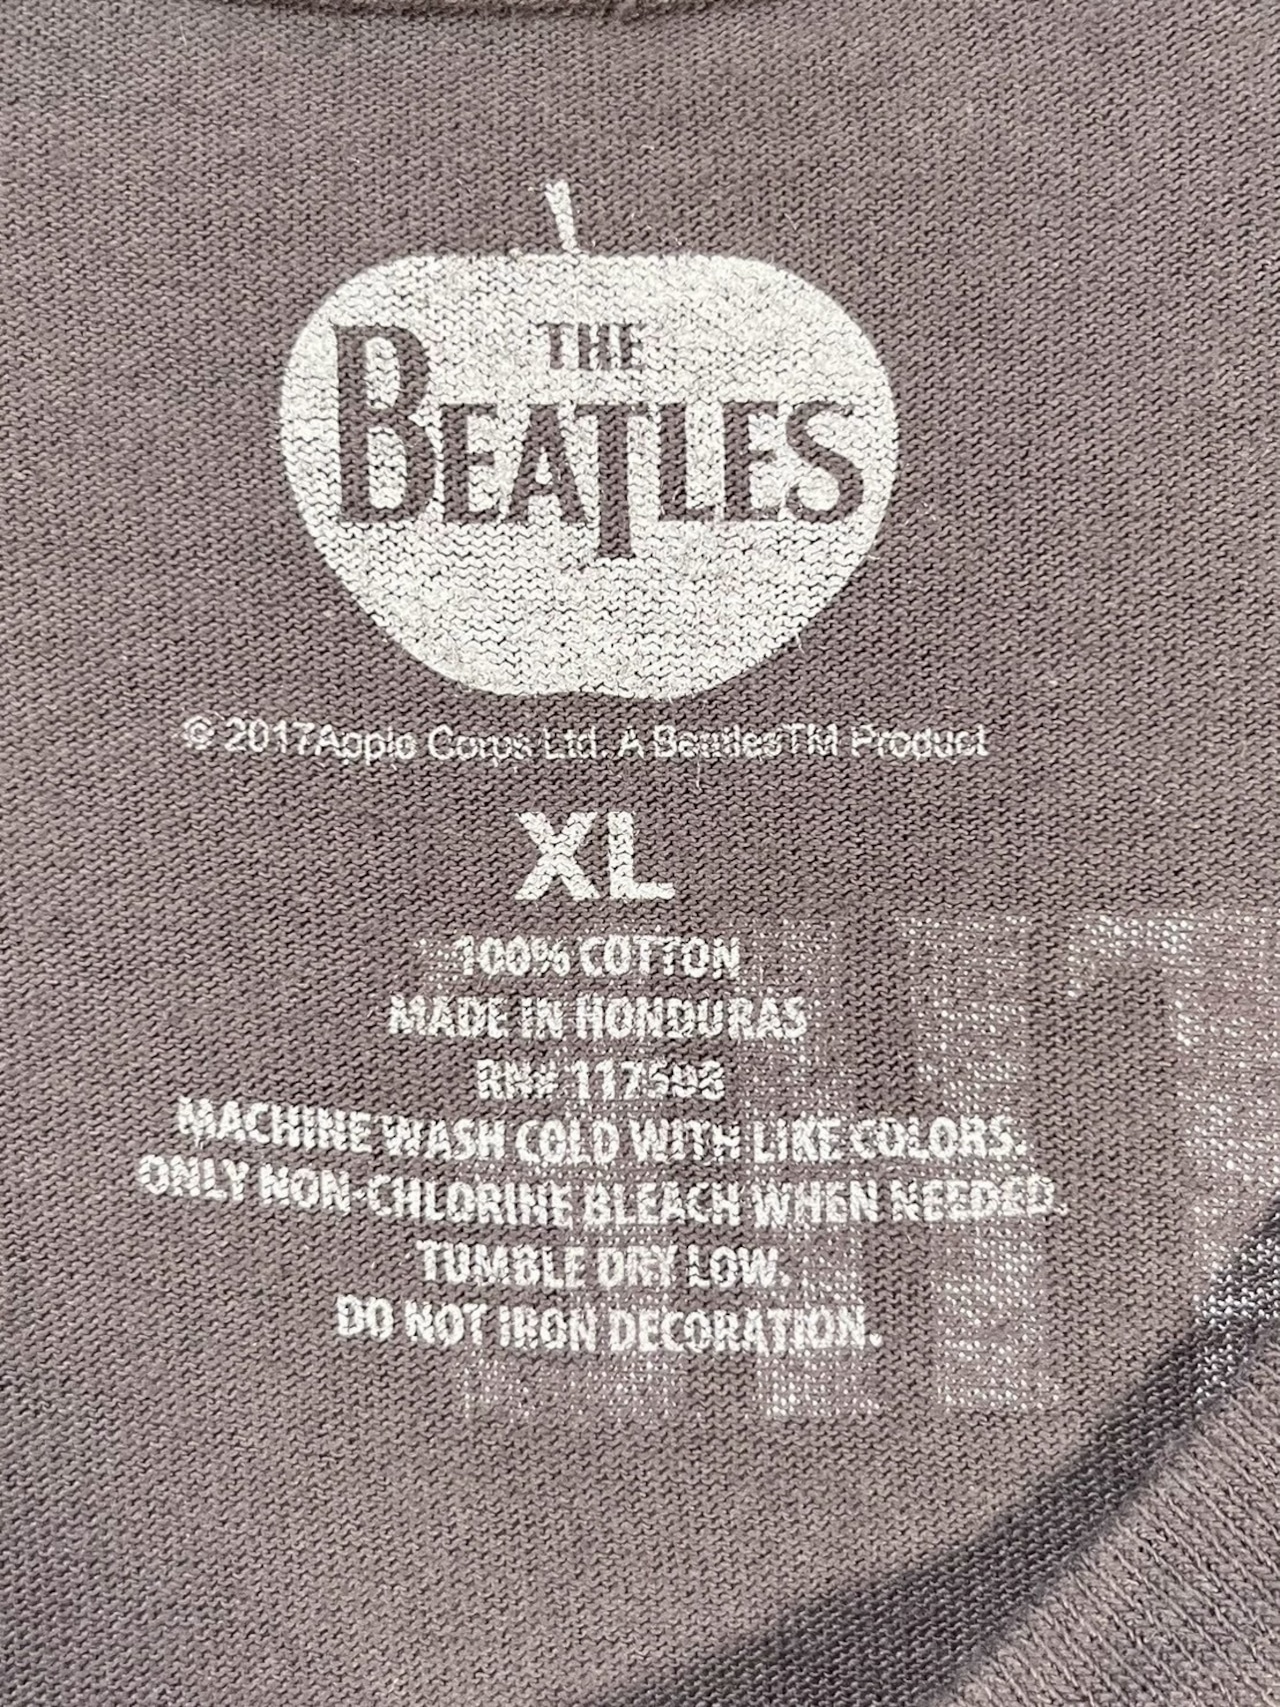 THE
BEATLES
© 2017Apple Corps Ltd. A BeatlesTM Product
XL
100% COTTON
MADE IN HONDURAS
RN#
MACHINE WASH COLD WITH LIKE COLORS.
ONLY NON-CHLORINE BLEACH WHEN NEEDED.
TUMBLE DRY LOW.
DO NOT IRON DECORATION.